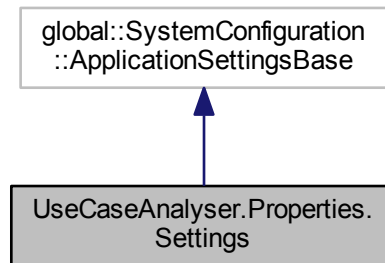 global::SystemConfiguration
::ApplicationSettingsBase
UseCaseAnalyser.Properties.
Settings